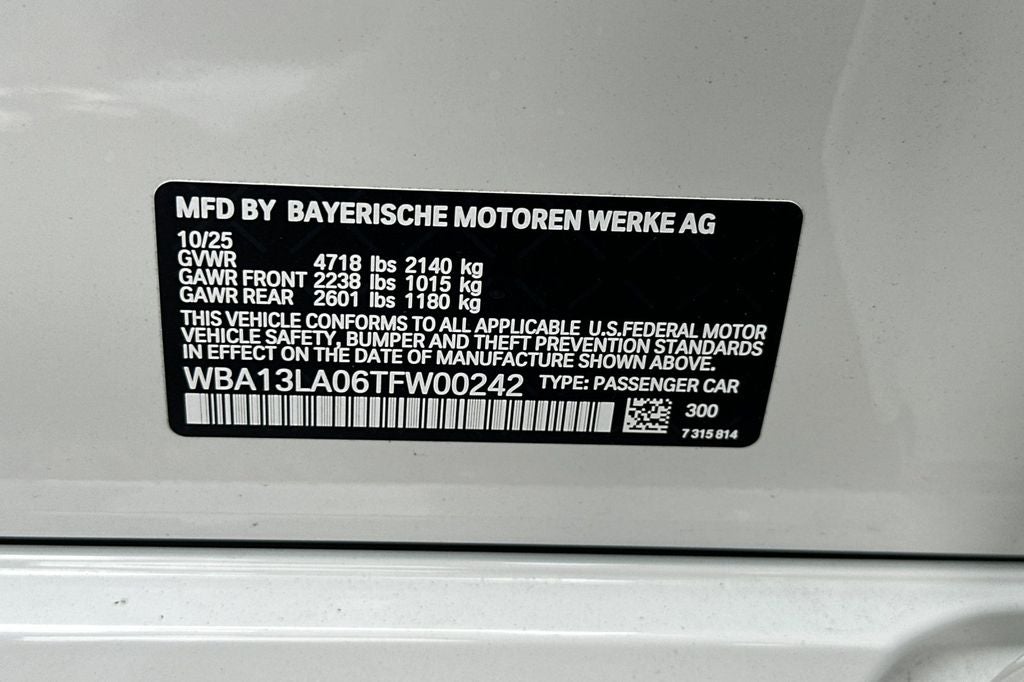 MFD BY BAYERISCHE MOTOREN WERKE AG
10/25
GVWR 4718 lbs 2140 kg
GAWR FRONT 2238 lbs 1015 kg
GAWR REAR 2601 lbs 1180 kg
THIS VEHICLE CONFORMS TO ALL APPLICABLE U.S.FEDERAL MOTOR
VEHICLE SAFETY, BUMPER AND THEFT PREVENTION STANDARDS
IN EFFECT ON THE DATE OF MANUFACTURE SHOWN ABOVE.
WBA13LA06TFW00242 TYPE: PASSENGER CAR
300
7 315 814